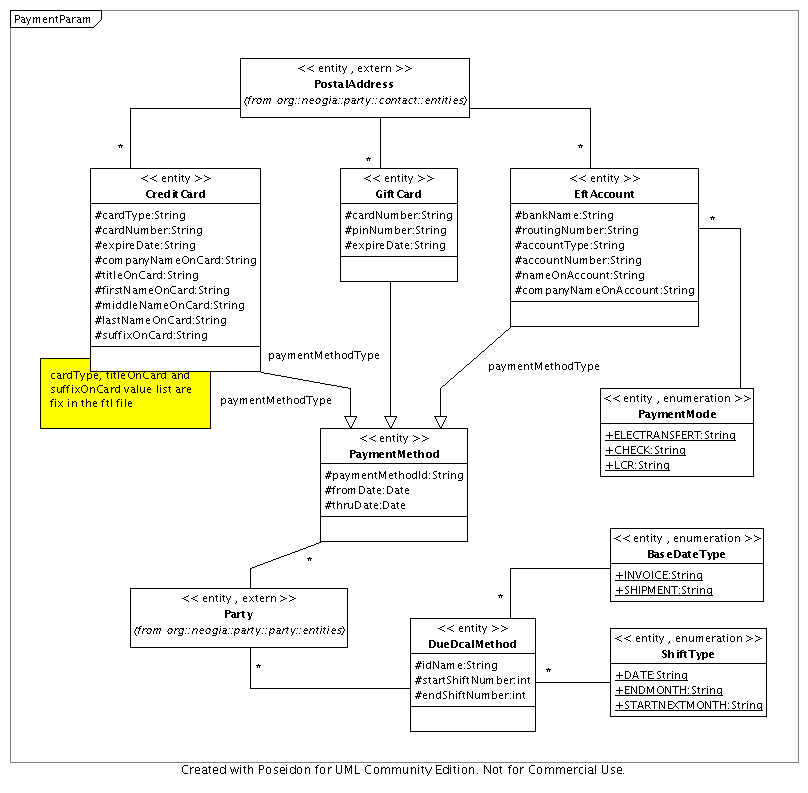 PaymentParam
<< entity , extern >>
PostalAddress
(from org::neogia::party::contact::entities)
*
*
*
<< entity >>
CreditCard
#cardType:String
#cardNumber:String
#expireDate:String
#companyNameOnCard:String
#titleOnCard:String
#firstNameOnCard:String
#middleNameOnCard:String
#lastNameOnCard:String
#suffixOnCard:String
<< entity >>
GiftCard
#cardNumber:String
#pinNumber:String
#expireDate:String
<< entity >>
EftAccount
#bankName:String
#routingNumber:String
#accountType:String
#accountNumber:String
#nameOnAccount:String
#companyNameOnAccount:String
*
cardType, titleOnCard and
suffixOnCard value list are
fix in the ftl file
paymentMethodType
paymentMethodType
paymentMethodType
<< entity , enumeration >>
PaymentMode
+ELECTRANSFERT:String
+CHECK:String
+LCR:String
<< entity >>
PaymentMethod
#paymentMethodId:String
#fromDate:Date
#thruDate:Date
*
<< entity , enumeration >>
BaseDateType
+INVOICE:String
+SHIPMENT:String
*
<< entity , extern >>
Party
(from org::neogia::party::party::entities)
*
<< entity >>
DueDcalMethod
#idName:String
#startShiftNumber:int
#endShiftNumber:int
*
<< entity , enumeration >>
ShiftType
+DATE:String
+ENDMONTH:String
+STARTNEXTMONTH:String
Created with Poseidon for UML Community Edition. Not for Commercial Use.